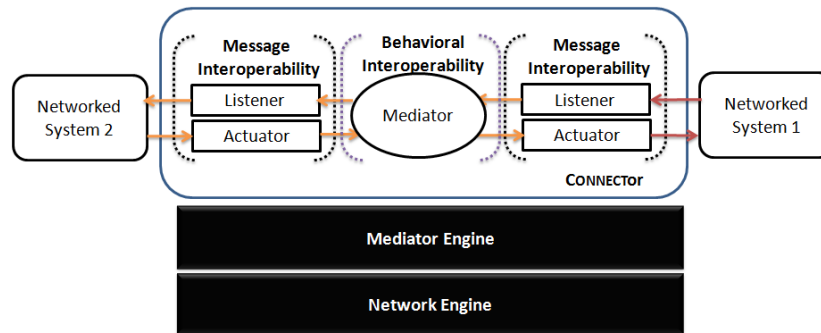 Message
Interoperability
Behavioral
Interoperability
Message
Interoperability
Networked
System 2
Listener
Actuator
Mediator
Listener
Actuator
Networked
System 1
CONNECTor
Mediator Engine
Network Engine